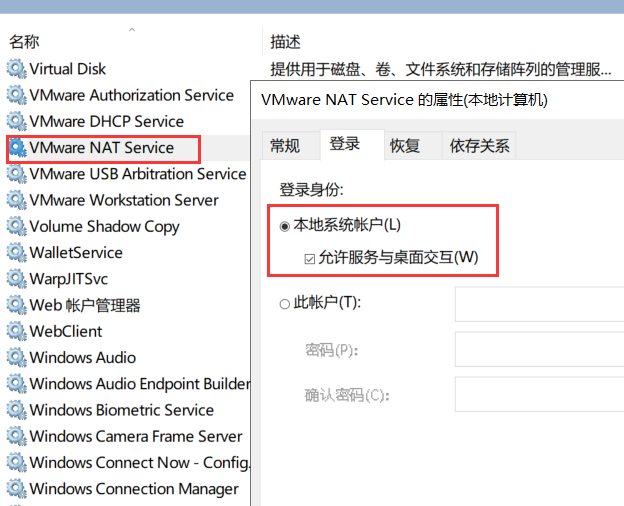 名称
描述
Virtual Disk
提供用于磁盘、卷、文件系统和存储阵列的管理服...
VMware Authorization Service
VMware DHCP Service
VMware NAT Service
VMware USB Arbitration Service
VMware Workstation Server
Volume Shadow Copy
WalletService
WarpJITSvc
Web 帐户管理器
WebClient
Windows Audio
Windows Audio Endpoint Builder
Windows Biometric Service
Windows Camera Frame Server
Windows Connect Now - Config.
Windows Connection Manager
VMware NAT Service 的属性(本地计算机)
常规
登录
恢复
依存关系
登录身份:
本地系统帐户(L)
允许服务与桌面交互(W)
此帐户(T):
密码(P):
确认密码(C):